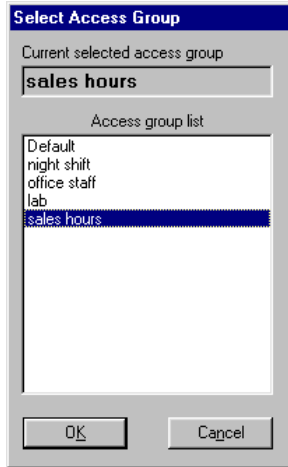 Select Access Group
Current selected access group
sales hours
Access group list
Default
night shift
office staff
lab
sales hours
OK
Cancel